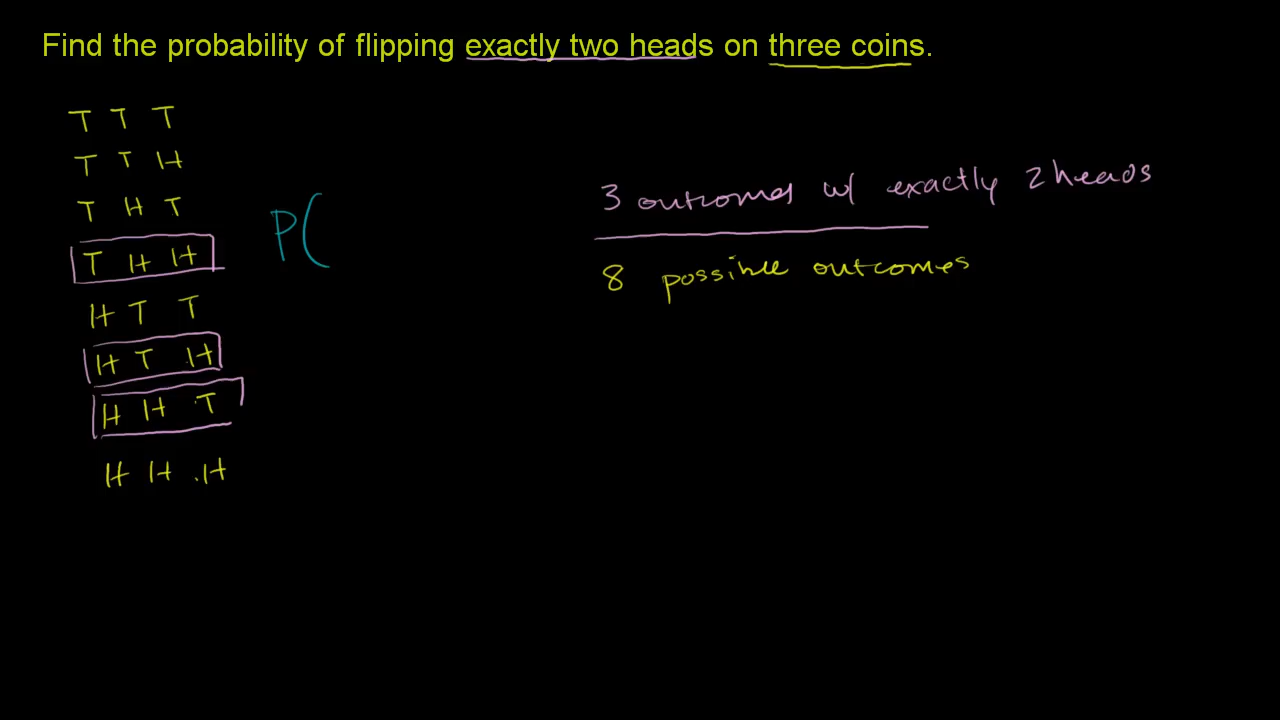 Find the probability of flipping exactly two heads on three coins.
T T T
T T H
T H T
T H H
H T T
H T H
H H T
H H H
P(
3 outcomes w/ exactly 2 heads
8 possible outcomes